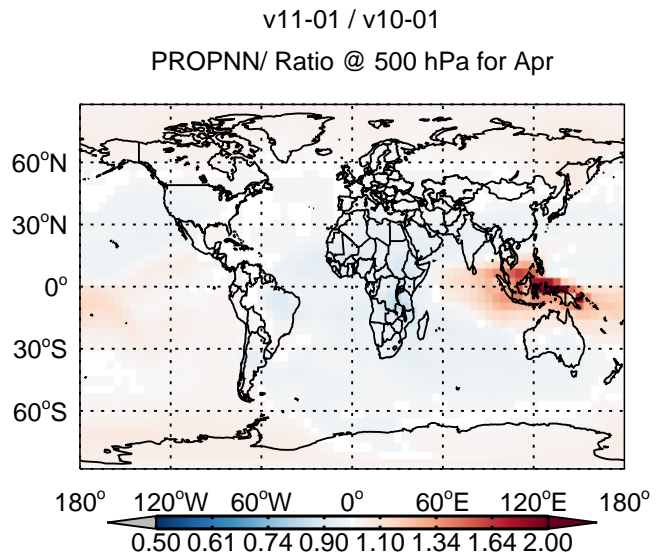 v11-01 / v10-01
PROPNN/ Ratio @ 500 hPa for Apr
60°N
30°N
0°
30°S
60°S
180° 120°W 60°W 0° 60°E 120°E 180°
0.50 0.61 0.74 0.90 1.10 1.34 1.64 2.00